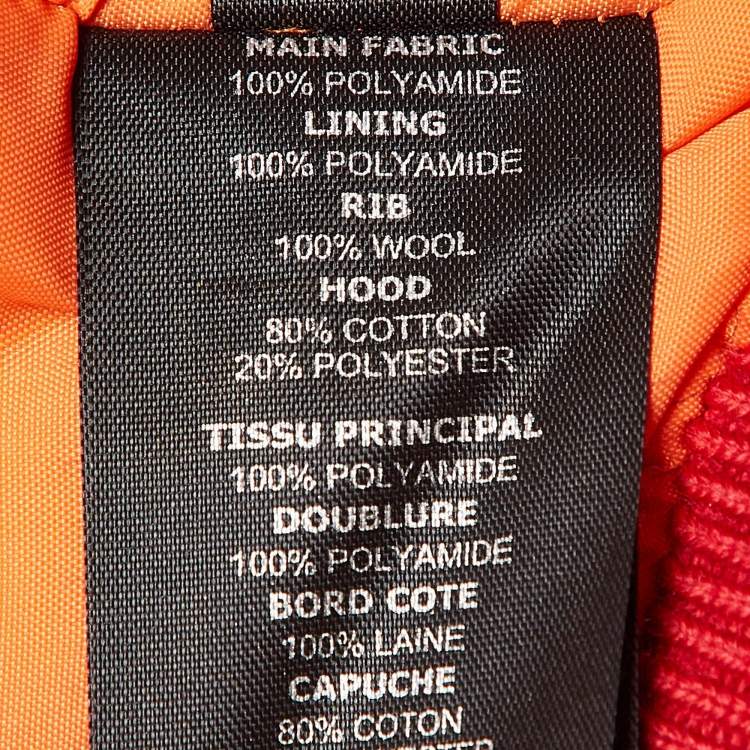 MAIN FABRIC
100% POLYAMIDE
LINING
100% POLYAMIDE
RIB
100% WOOL
HOOD
80% COTTON
20% POLYESTER
TISSU PRINCIPAL
100% POLYAMIDE
DOUBLURE
100% POLYAMIDE
BORD COTE
100% LAINE
CAPUCHE
80% COTON
POLYESTER